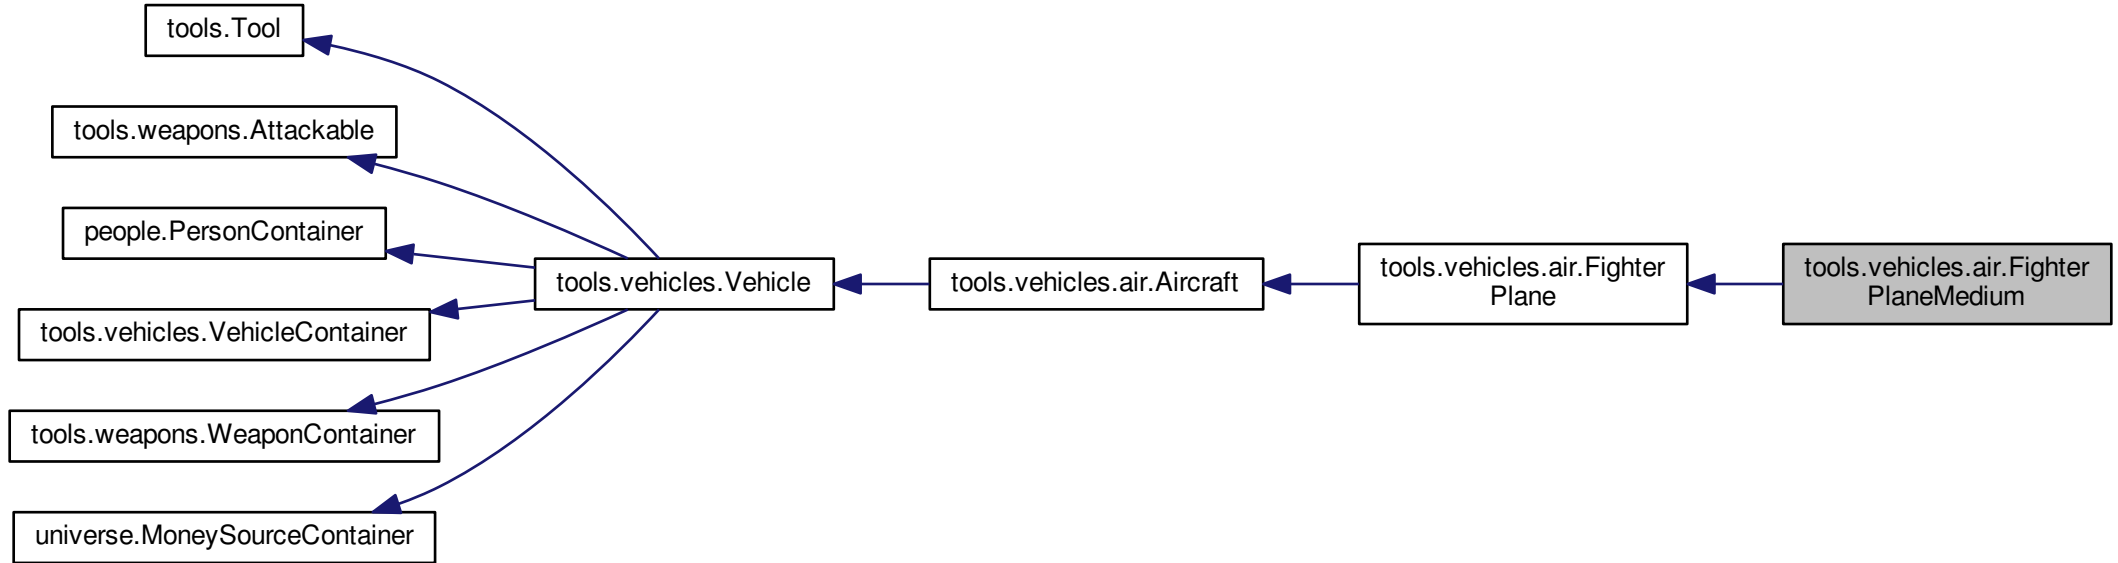 tools.Tool
tools.weapons.Attackable
people.PersonContainer
tools.vehicles.VehicleContainer
tools.weapons.WeaponContainer
universe.MoneySourceContainer
tools.vehicles.Vehicle
tools.vehicles.air.Aircraft
tools.vehicles.air.Fighter
Plane
tools.vehicles.air.Fighter
PlaneMedium